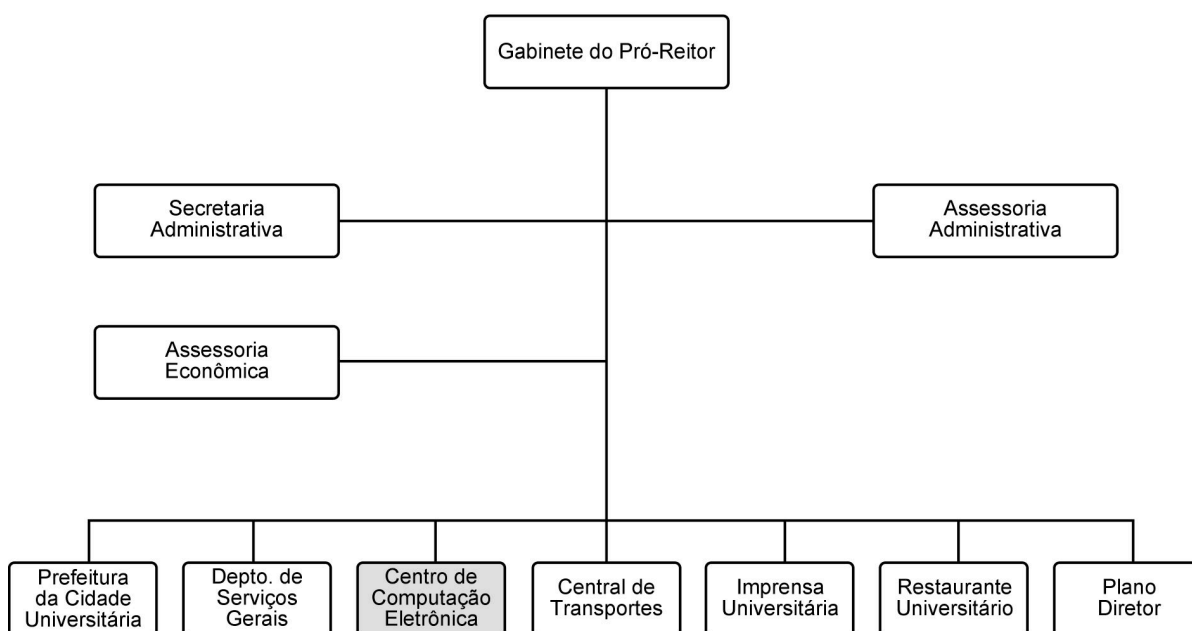 Gabinete do Pró-Reitor
Secretaria
Administrativa
Assessoria
Administrativa
Assessoria
Econômica
Prefeitura
da Cidade
Universitária
Depto. de
Serviços
Gerais
Centro de
Computação
Eletrônica
Central de
Transportes
Imprensa
Universitária
Restaurante
Universitário
Plano
Diretor